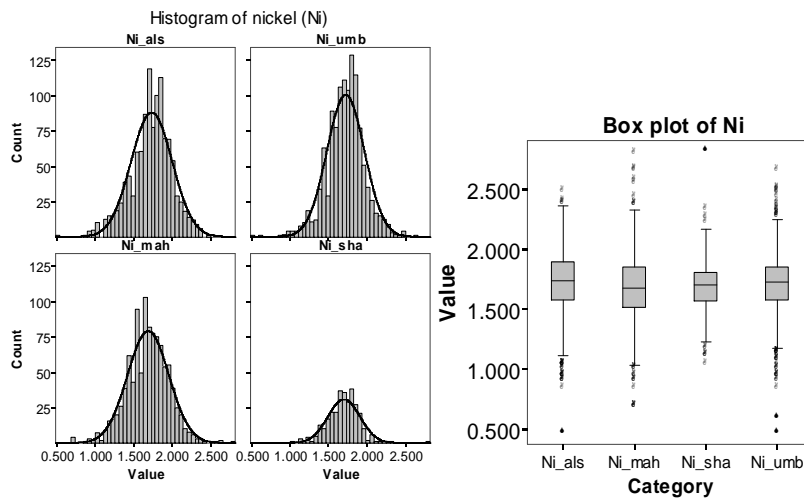 Histogram of nickel (Ni)
Ni_als
Ni_umb
125
100
75
50
25
Count
Ni_mah
Ni_sha
125
100
75
50
25
Count
0.500 1.000 1.500 2.000 2.500
0.500 1.000 1.500 2.000 2.500
Value
Value
Box plot of Ni
2.500
2.000
1.500
1.000
0.500
Value
Ni_als Ni_mah Ni_sha Ni_umb
Category